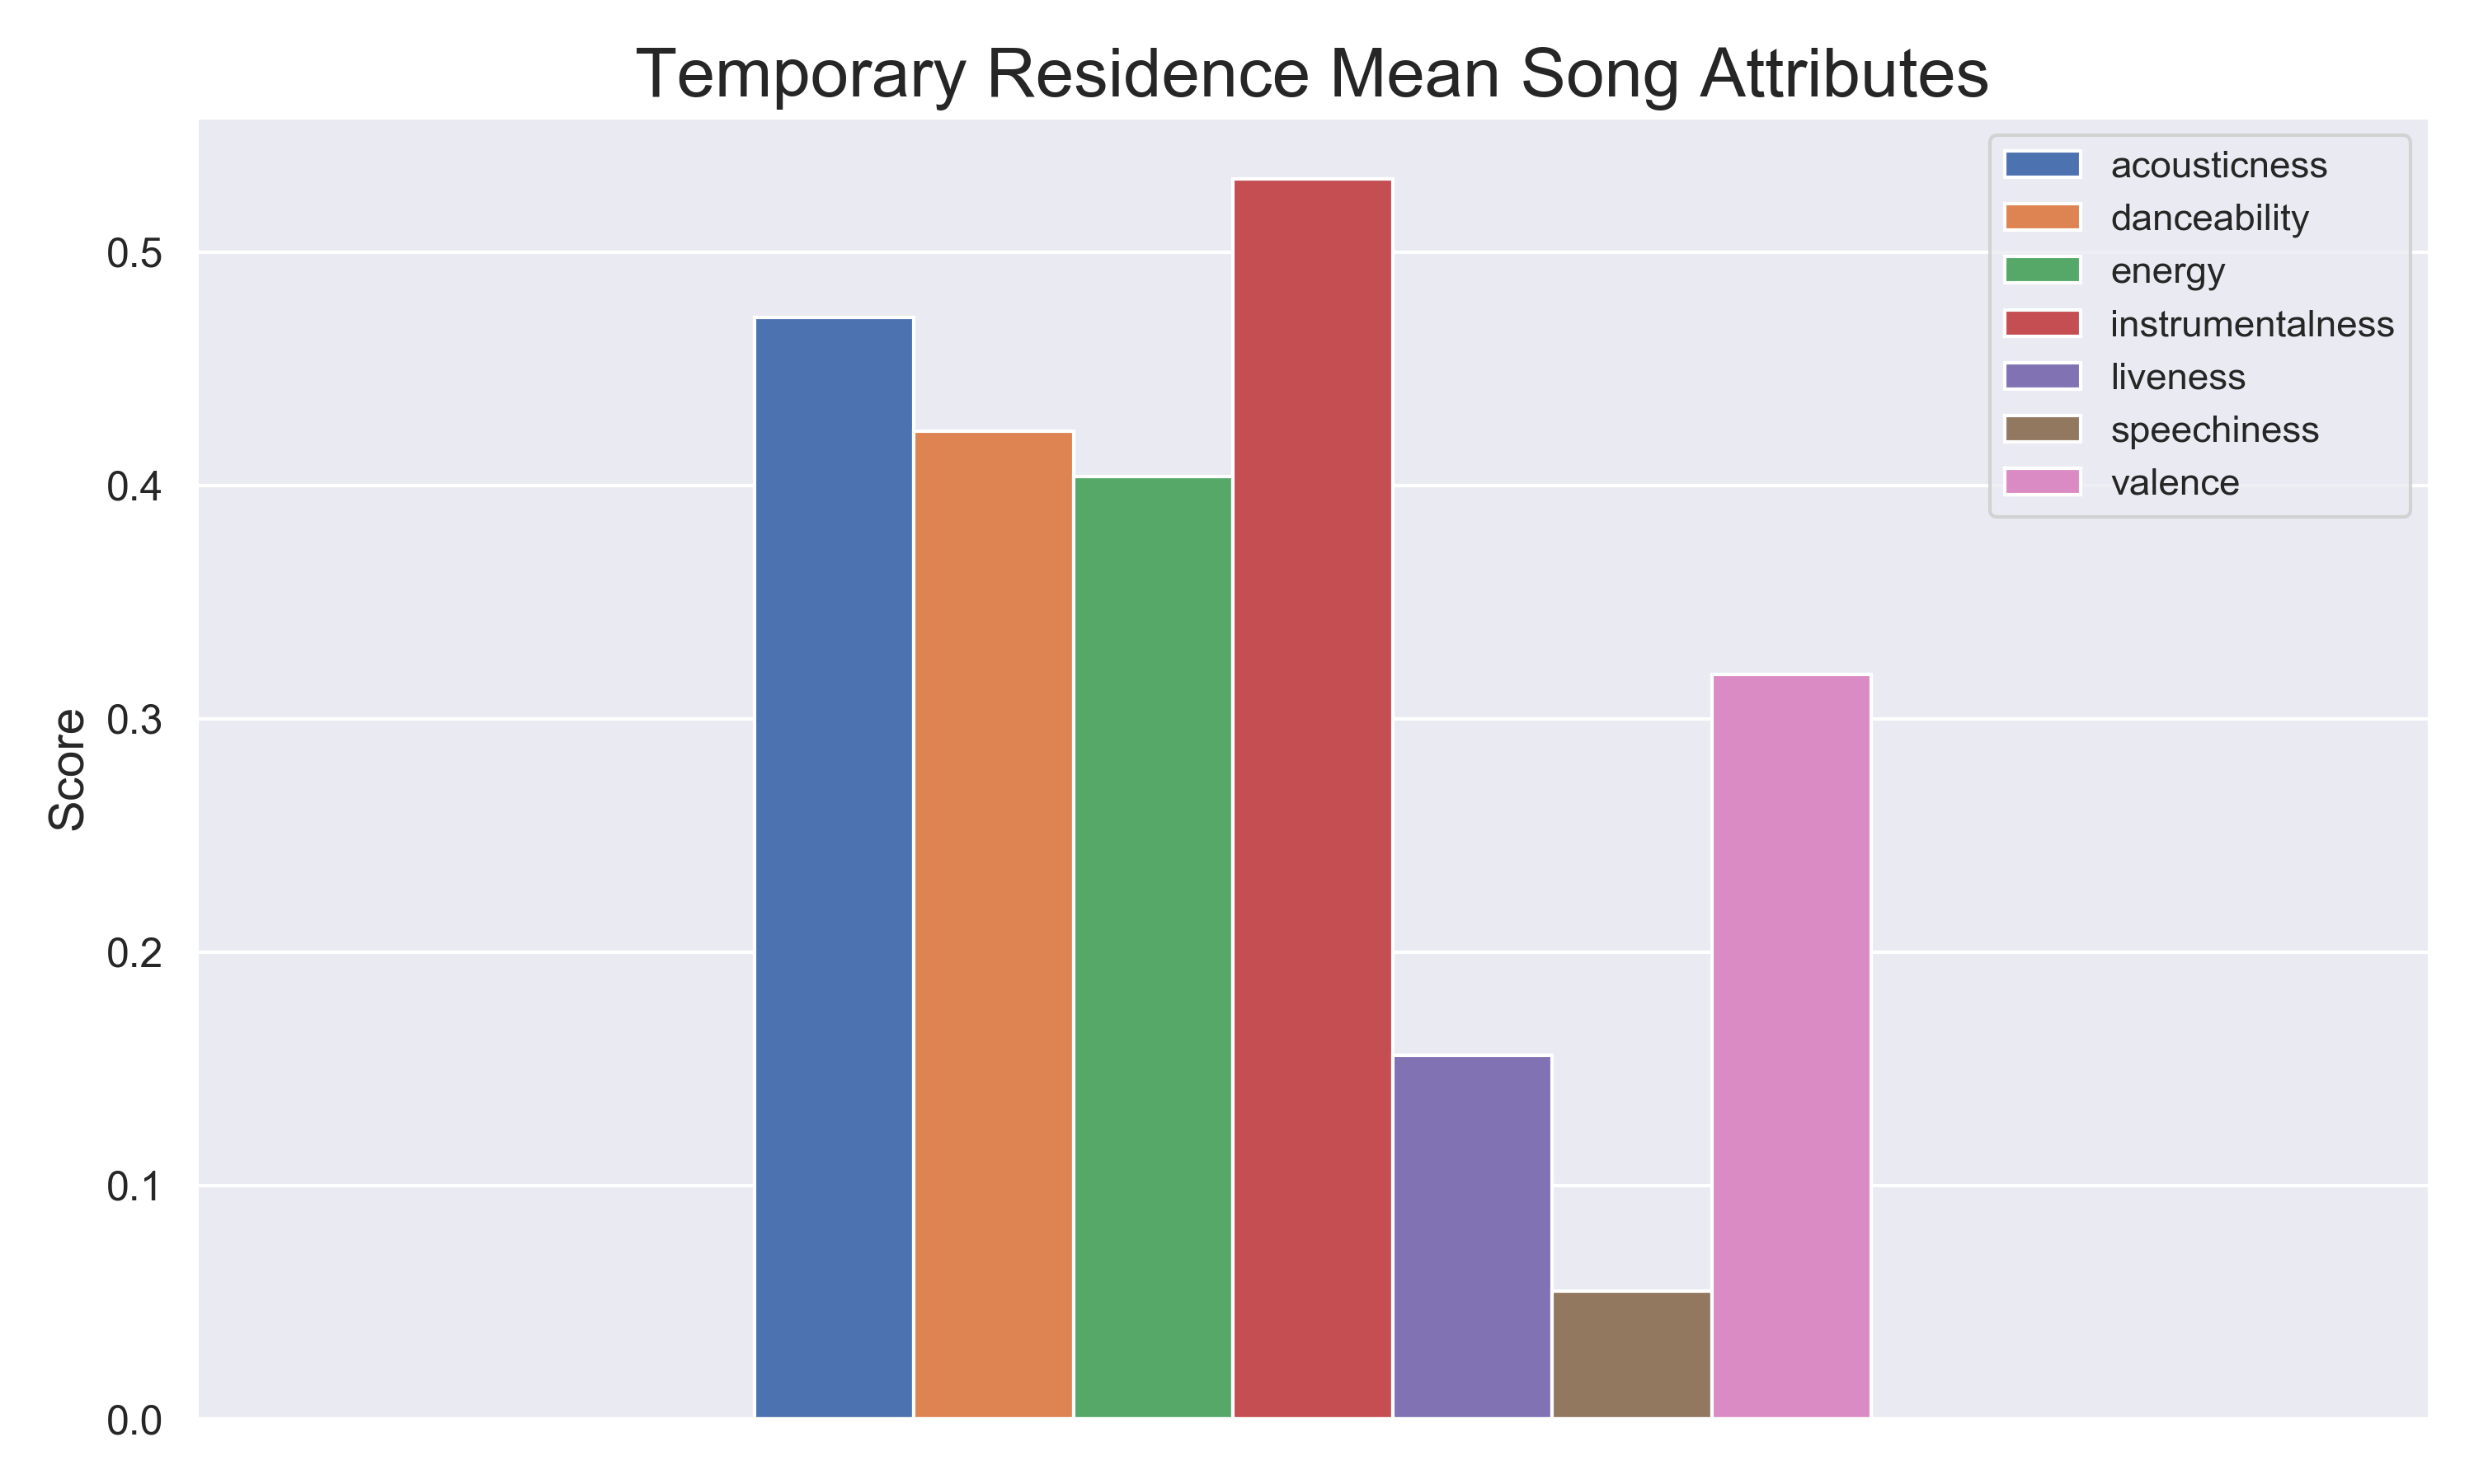 Temporary Residence Mean Song Attributes
acousticness
danceability
energy
instrumentalness
liveness
speechiness
valence
0.5
0.4
0.3
0.2
0.1
0.0
Score